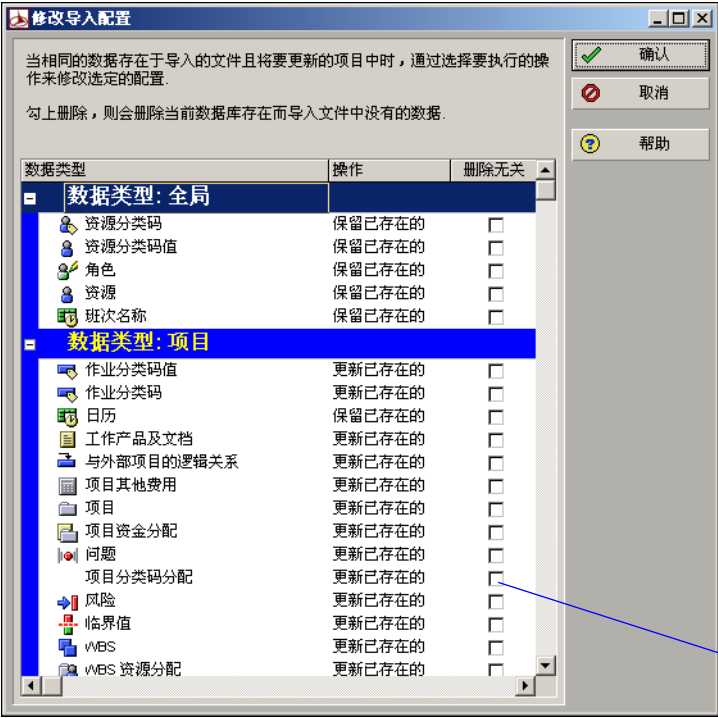 修改导入配置
当相同的数据存在于导入的文件且将要更新的项目中时，通过选择要执行的操
作来修改选定的配置.
勾上删除，则会删除当前数据库存在而导入文件中没有的数据.
确认
取消
帮助
数据类型 操作 删除无关
数据类型: 全局
资源分类码 保留已存在的
资源分类码值 保留已存在的
角色 保留已存在的
资源 保留已存在的
班次名称 保留已存在的
数据类型: 项目
作业分类码值 更新已存在的
作业分类码 更新已存在的
日历 保留已存在的
工作产品及文档 更新已存在的
与外部项目的逻辑关系 更新已存在的
项目其他费用 更新已存在的
项目 更新已存在的
项目资金分配 更新已存在的
问题 更新已存在的
项目分类码分配 更新已存在的
风险 更新已存在的
临界值 更新已存在的
WBS 更新已存在的
WBS 资源分配 更新已存在的